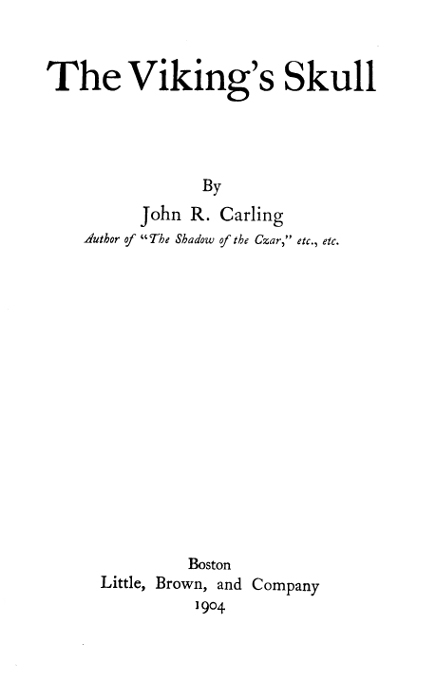 The Viking's Skull
By
John R. Carling
Author of "The Shadow of the Czar," etc., etc.
Boston
Little, Brown, and Company
1904